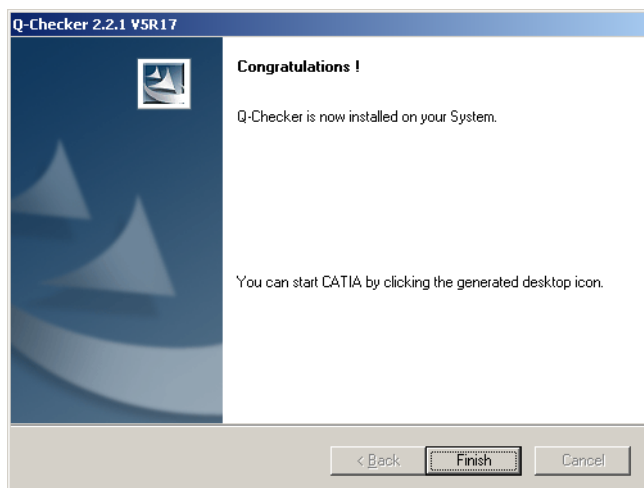 Q-Checker 2.2.1 V5R17
Congratulations !
Q-Checker is now installed on your System.
You can start CATIA by clicking the generated desktop icon.
< Back
Finish
Cancel